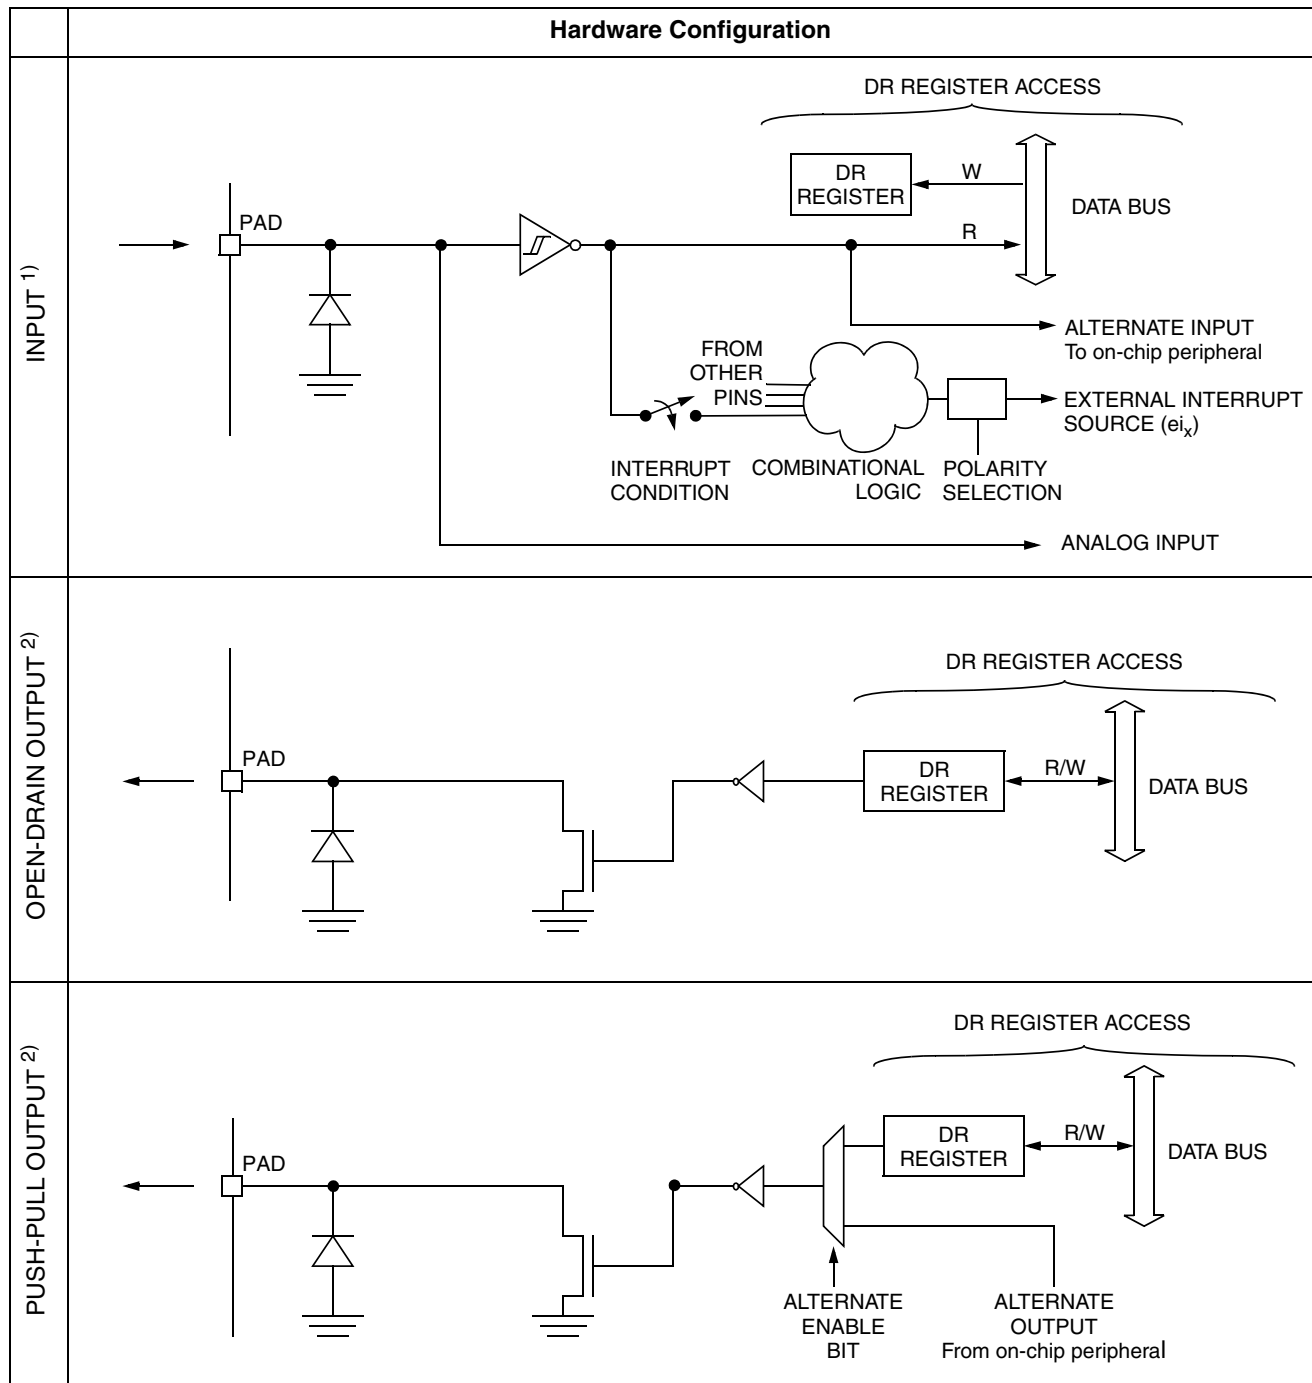 Hardware Configuration
INPUT 1)
DR REGISTER ACCESS
DR
REGISTER
W
DATA BUS
PAD
R
ALTERNATE INPUT
To on-chip peripheral
FROM
OTHER
PINS
EXTERNAL INTERRUPT
SOURCE (eix)
INTERRUPT
CONDITION
COMBINATIONAL
LOGIC
POLARITY
SELECTION
ANALOG INPUT
OPEN-DRAIN OUTPUT 2)
DR REGISTER ACCESS
PAD
DR
REGISTER
R/W
DATA BUS
PUSH-PULL OUTPUT 2)
DR REGISTER ACCESS
PAD
DR
REGISTER
R/W
DATA BUS
ALTERNATE
ENABLE
BIT
ALTERNATE
OUTPUT
From on-chip peripheral